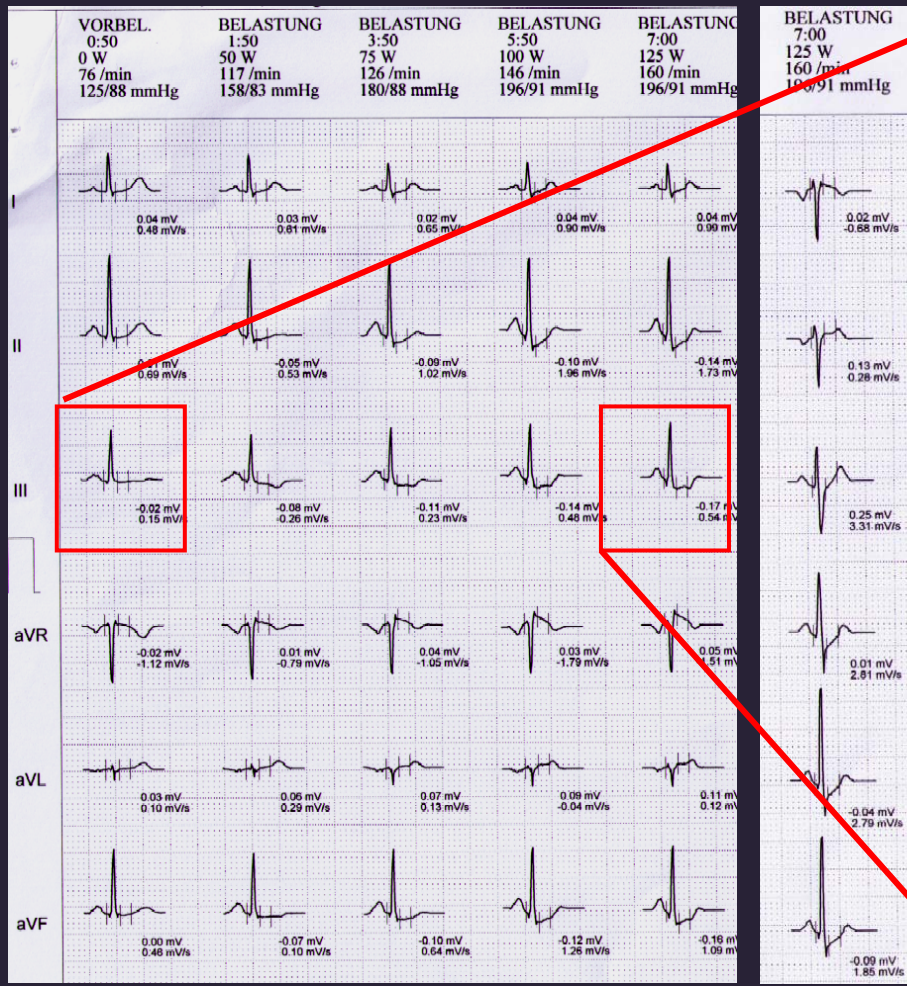 VORBEL.
0:50
0 W
76 /min
125/88 mmHg
BELASTUNG
1:50
50 W
117 /min
158/83 mmHg
BELASTUNG
3:50
75 W
126 /min
180/88 mmHg
BELASTUNG
5:50
100 W
146 /min
196/91 mmHg
BELASTUNG
7:00
125 W
160 /min
196/91 mmHg
BELASTUNG
7:00
125 W
160 /min
196/91 mmHg
I
0.04 mV
0.48 mV/s
0.03 mV
0.61 mV/s
0.02 mV
0.65 mV/s
0.04 mV
0.90 mV/s
0.04 mV
0.99 mV/s
0.02 mV
-0.68 mV/s
II
mV
0.69 mV/s
-0.05 mV
0.53 mV/s
-0.09 mV
1.02 mV/s
-0.10 mV
1.96 mV/s
-0.14 mV
1.73 mV/s
0.13 mV
0.28 mV/s
III
-0.02 mV
0.15 mV/s
-0.08 mV
-0.26 mV/s
-0.11 mV
0.23 mV/s
-0.14 mV
0.48 mV/s
-0.17 mV
0.54 mV
0.25 mV
3.31 mV/s
aVR
-0.02 mV
-1.12 mV/s
0.01 mV
-0.79 mV/s
0.04 mV
-1.05 mV/s
0.03 mV
-1.79 mV/s
0.05 mV
mV/s
0.01 mV
2.81 mV/s
aVL
0.03 mV
0.10 mV/s
0.06 mV
0.29 mV/s
0.07 mV
0.13 mV/s
0.09 mV
-0.04 mV/s
0.11 mV
0.12 mV
-0.04 mV
2.79 mV/s
aVF
0.00 mV
0.46 mV/s
-0.07 mV
0.10 mV/s
-0.10 mV
0.64 mV/s
-0.12 mV
1.26 mV/s
-0.16 mV
1.09 mV
-0.09 mV
1.85 mV/s